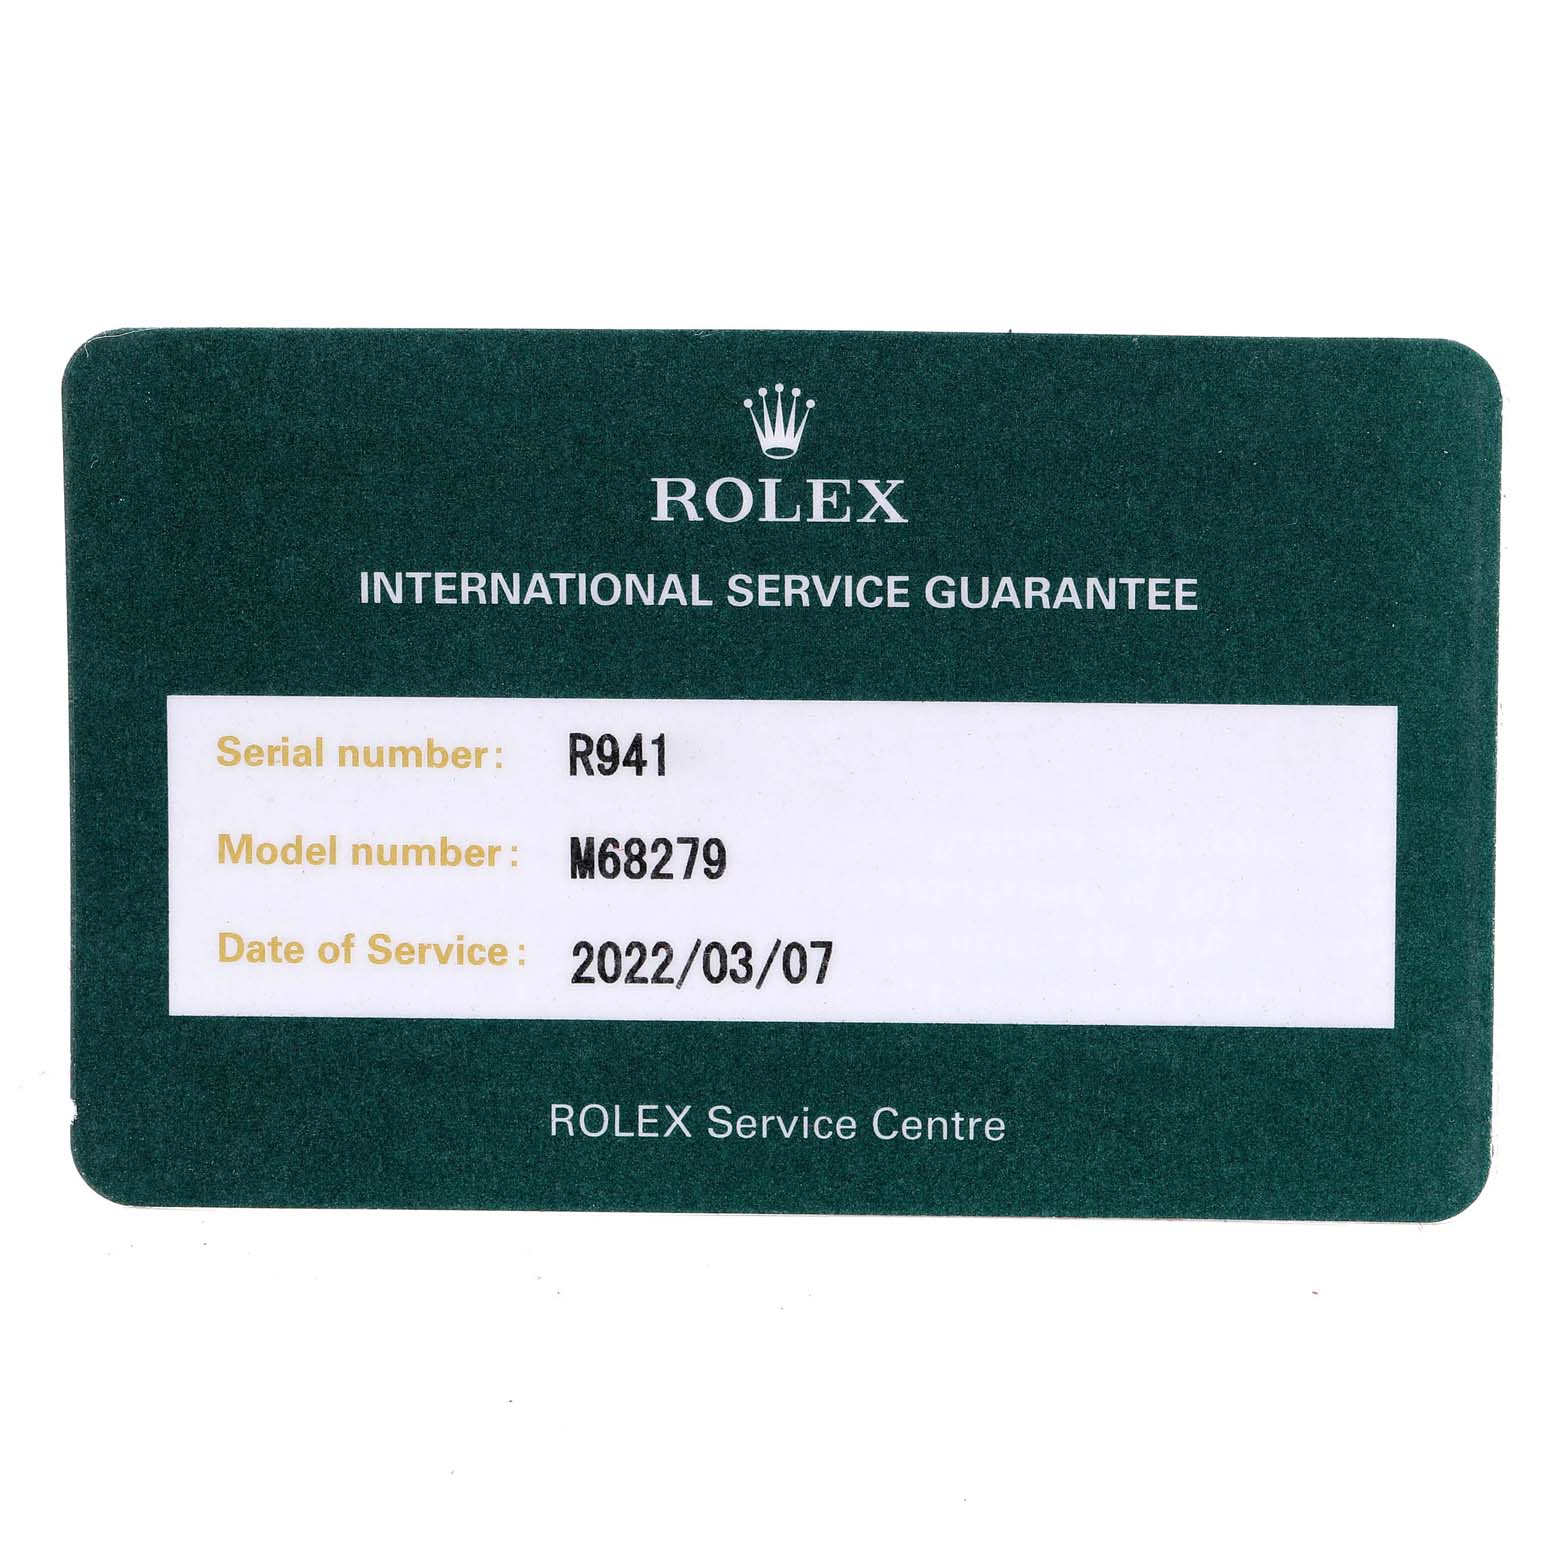 ROLEX
INTERNATIONAL SERVICE GUARANTEE
Serial number: R941
Model number: M68279
Date of Service: 2022/03/07
ROLEX Service Centre